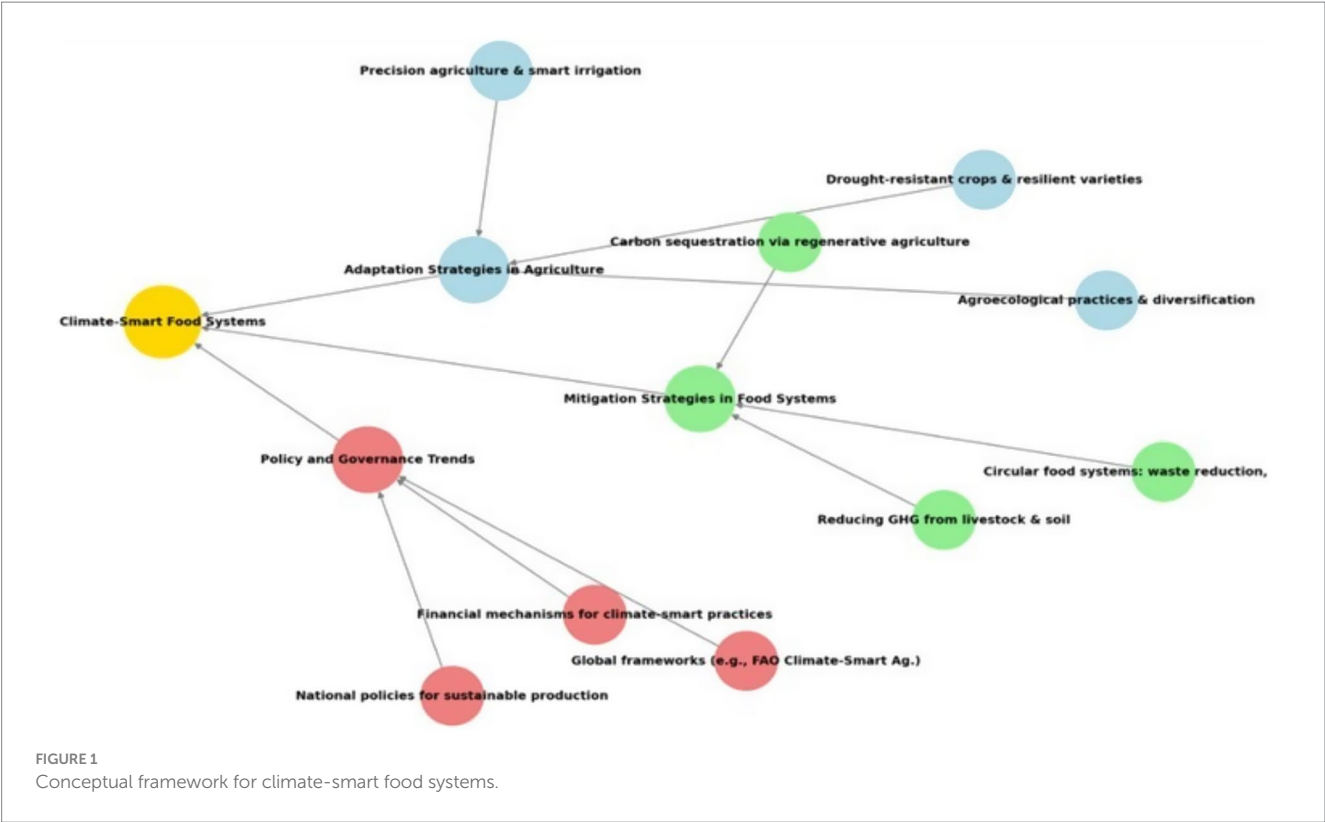 Precision agriculture & smart irrigation
Drought-resistant crops & resilient varieties
Carbon sequestration via regenerative agriculture
Adaptation Strategies in Agriculture
Agroecological practices & diversification
Climate-Smart Food Systems
Mitigation Strategies in Food Systems
Policy and Governance Trends
Circular food systems: waste reduction,
Reducing GHG from livestock & soil
Financial mechanisms for climate-smart practices
Global frameworks (e.g., FAO Climate-Smart Ag.)
National policies for sustainable production
FIGURE 1
Conceptual framework for climate-smart food systems.